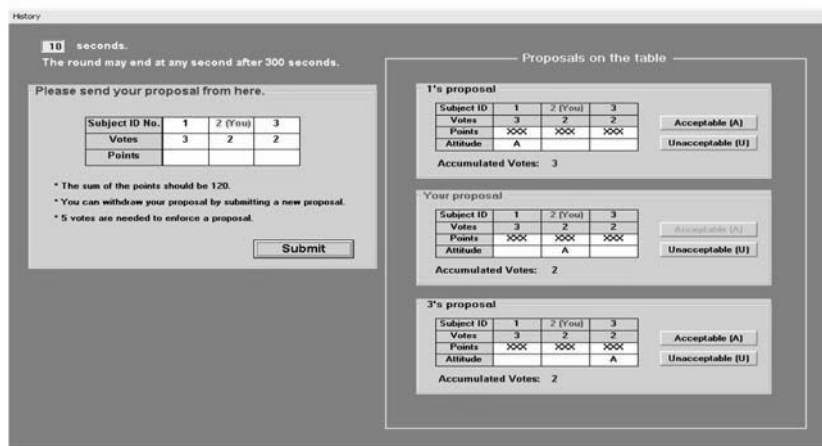 History
10 seconds.
The round may end at any second after 300 seconds.
Please send your proposal from here.
Subject ID No. 1 2 (You) 3
Votes 3 2 2
Points
* The sum of the points should be 120.
* You can withdraw your proposal by submitting a new proposal.
* 5 votes are needed to enforce a proposal.
Submit
Proposals on the table
1's proposal
Subject ID 1 2 (You) 3
Votes 3 2 2
Points XXX XXX XXX
Attitude A
Accumulated Votes: 3
Acceptable (A)
Unacceptable (U)
Your proposal
Subject ID 1 2 (You) 3
Votes 3 2 2
Points XXX XXX XXX
Attitude A
Accumulated Votes: 2
Acceptable (A)
Unacceptable (U)
3's proposal
Subject ID 1 2 (You) 3
Votes 3 2 2
Points XXX XXX XXX
Attitude A
Accumulated Votes: 2
Acceptable (A)
Unacceptable (U)